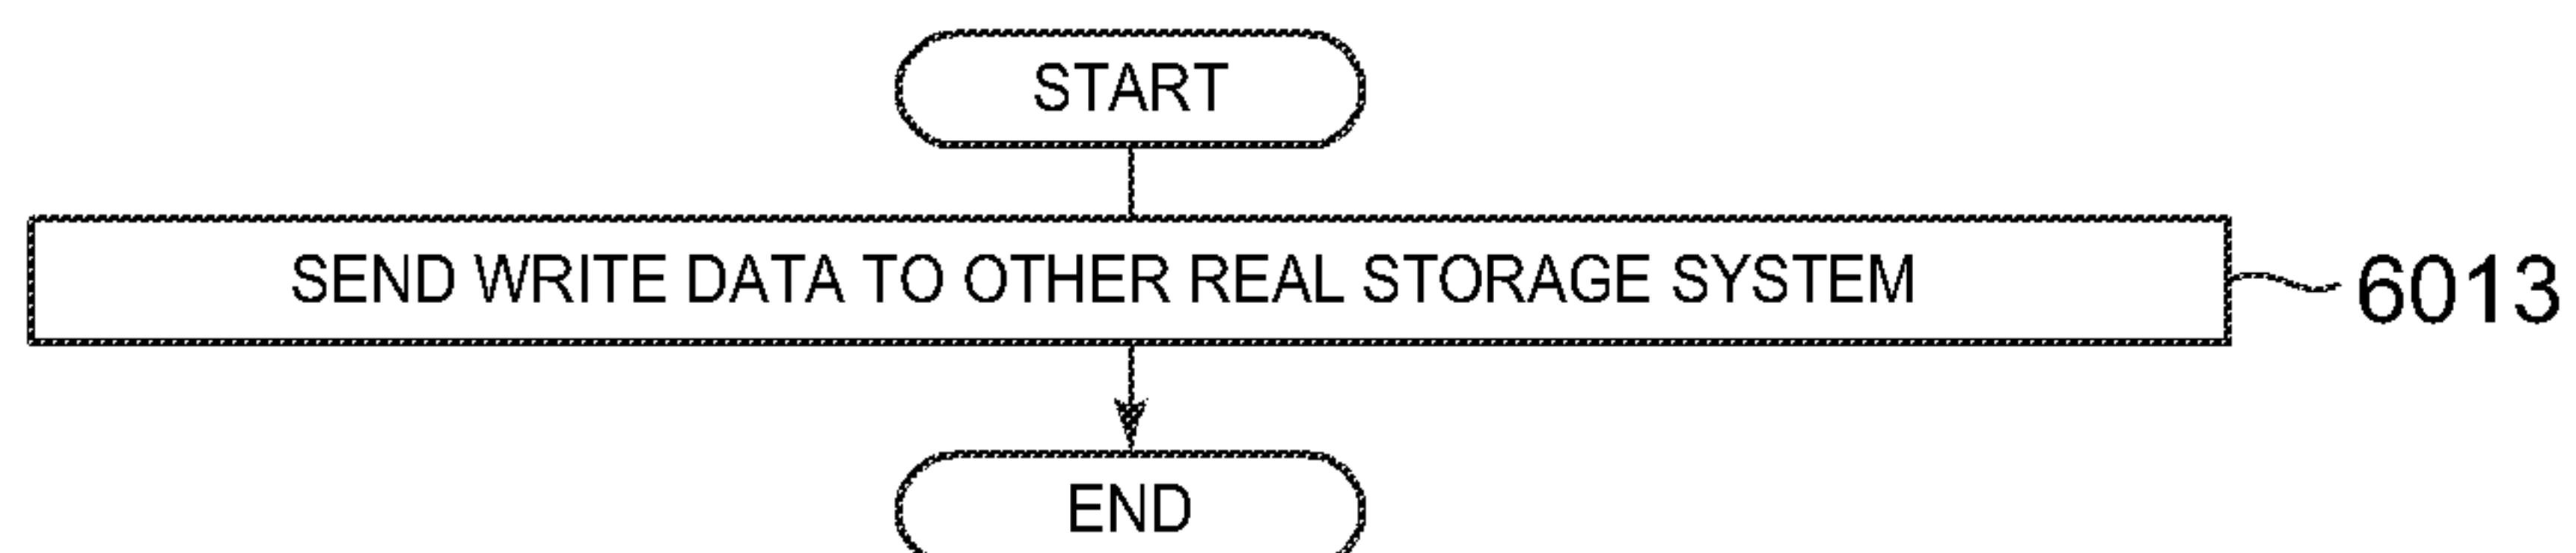 START
SEND WRITE DATA TO OTHER REAL STORAGE SYSTEM
6013
END